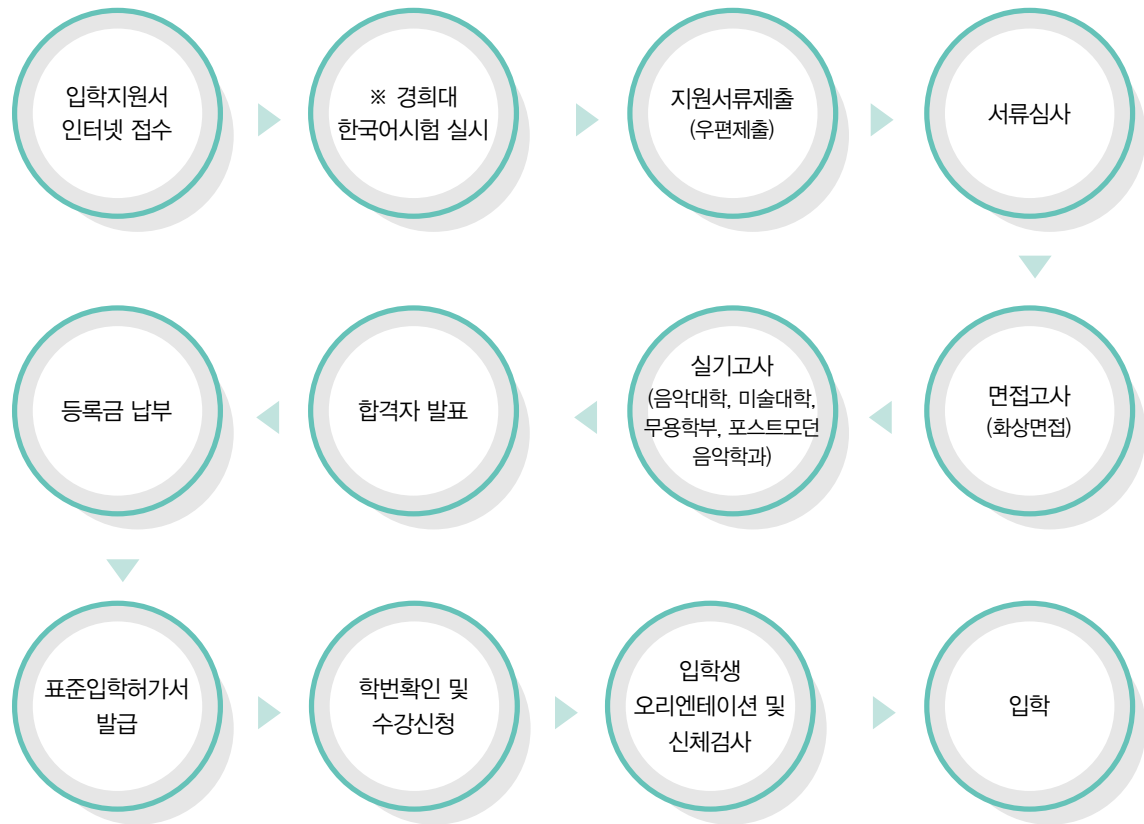 입학지원서
인터넷 접수
※ 경희대
한국어시험 실시
지원서류제출
(우편제출)
서류심사
면접고사
(화상면접)
실기고사
(음악대학, 미술대학,
무용학부, 포스트모던
음악학과)
합격자 발표
등록금 납부
표준입학허가서
발급
학번확인 및
수강신청
입학생
오리엔테이션 및
신체검사
입학